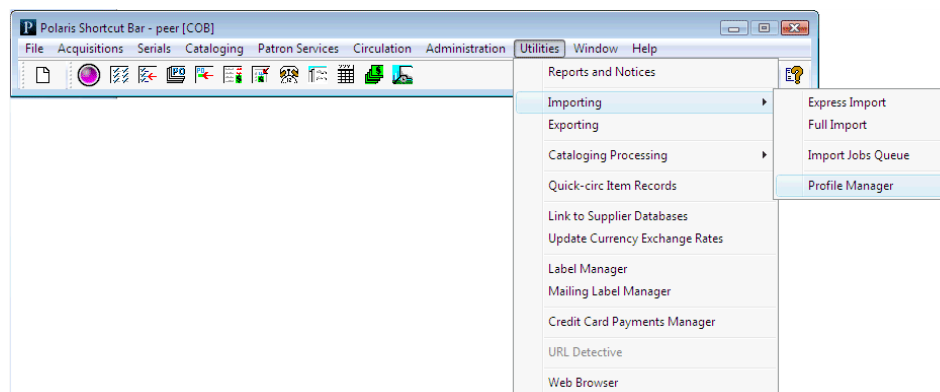 Polaris Shortcut Bar - peer [COB]
File Acquisitions Serials Cataloging Patron Services Circulation Administration Utilities Window Help
Reports and Notices
Importing
Exporting
Cataloging Processing
Quick-circ Item Records
Link to Supplier Databases
Update Currency Exchange Rates
Label Manager
Mailing Label Manager
Credit Card Payments Manager
URL Detective
Web Browser
Express Import
Full Import
Import Jobs Queue
Profile Manager